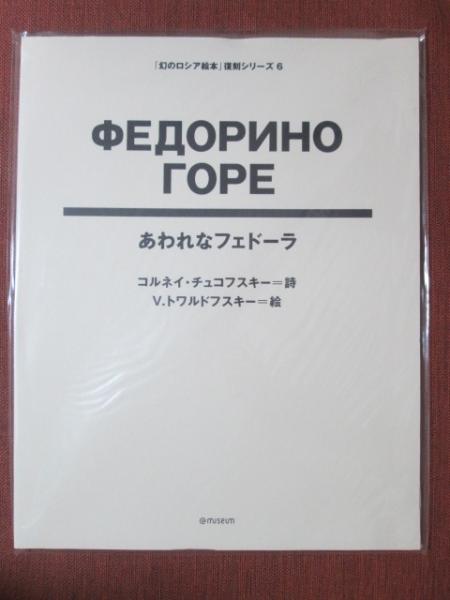 「幻のロシア絵本」復刻シリーズ 6
ФЕДОРИНО
ГОРЕ
あわれなフェドーラ
コルネイ・チュコフスキー=詩
V.トワルドフスキー=絵
@museum